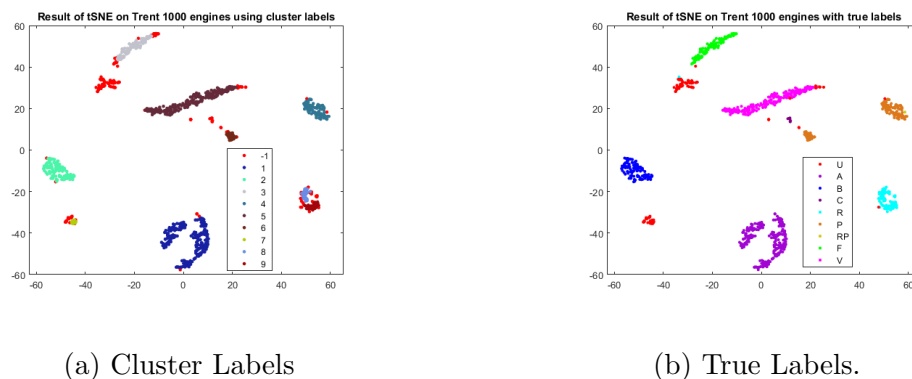 Result of tSNE on Trent 1000 engines using cluster labels
60
40
20
0
-20
-40
-60
-60 -40 -20 0 20 40 60
-1
1
2
3
4
5
6
7
8
9
(a) Cluster Labels
Result of tSNE on Trent 1000 engines with true labels
60
40
20
0
-20
-40
-60
-60 -40 -20 0 20 40 60
U
A
B
C
R
P
RP
F
V
(b) True Labels.